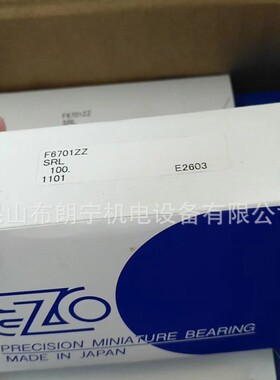 F6701ZZ
SRL
F6701ZZ
SRL
100.
1101 E2603
山布朗宇机电设备有限公
EZO
PRECISION MINIATURE BEARING
MADE IN JAPAN